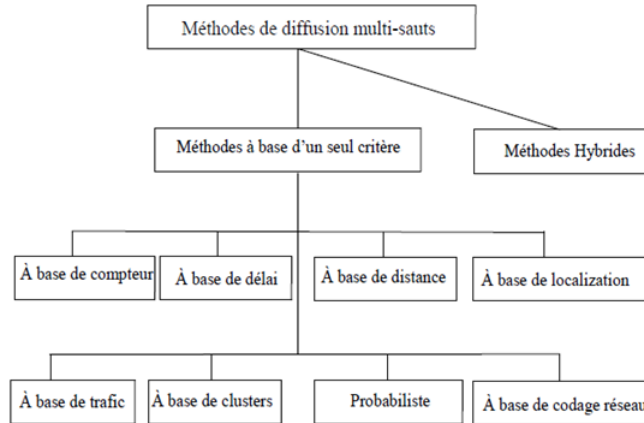 Méthodes de diffusion multi-sauts
Méthodes à base d'un seul critère
Méthodes Hybrides
À base de compteur
À base de délai
À base de distance
À base de localization
À base de trafic
À base de clusters
Probabiliste
À base de codage réseau